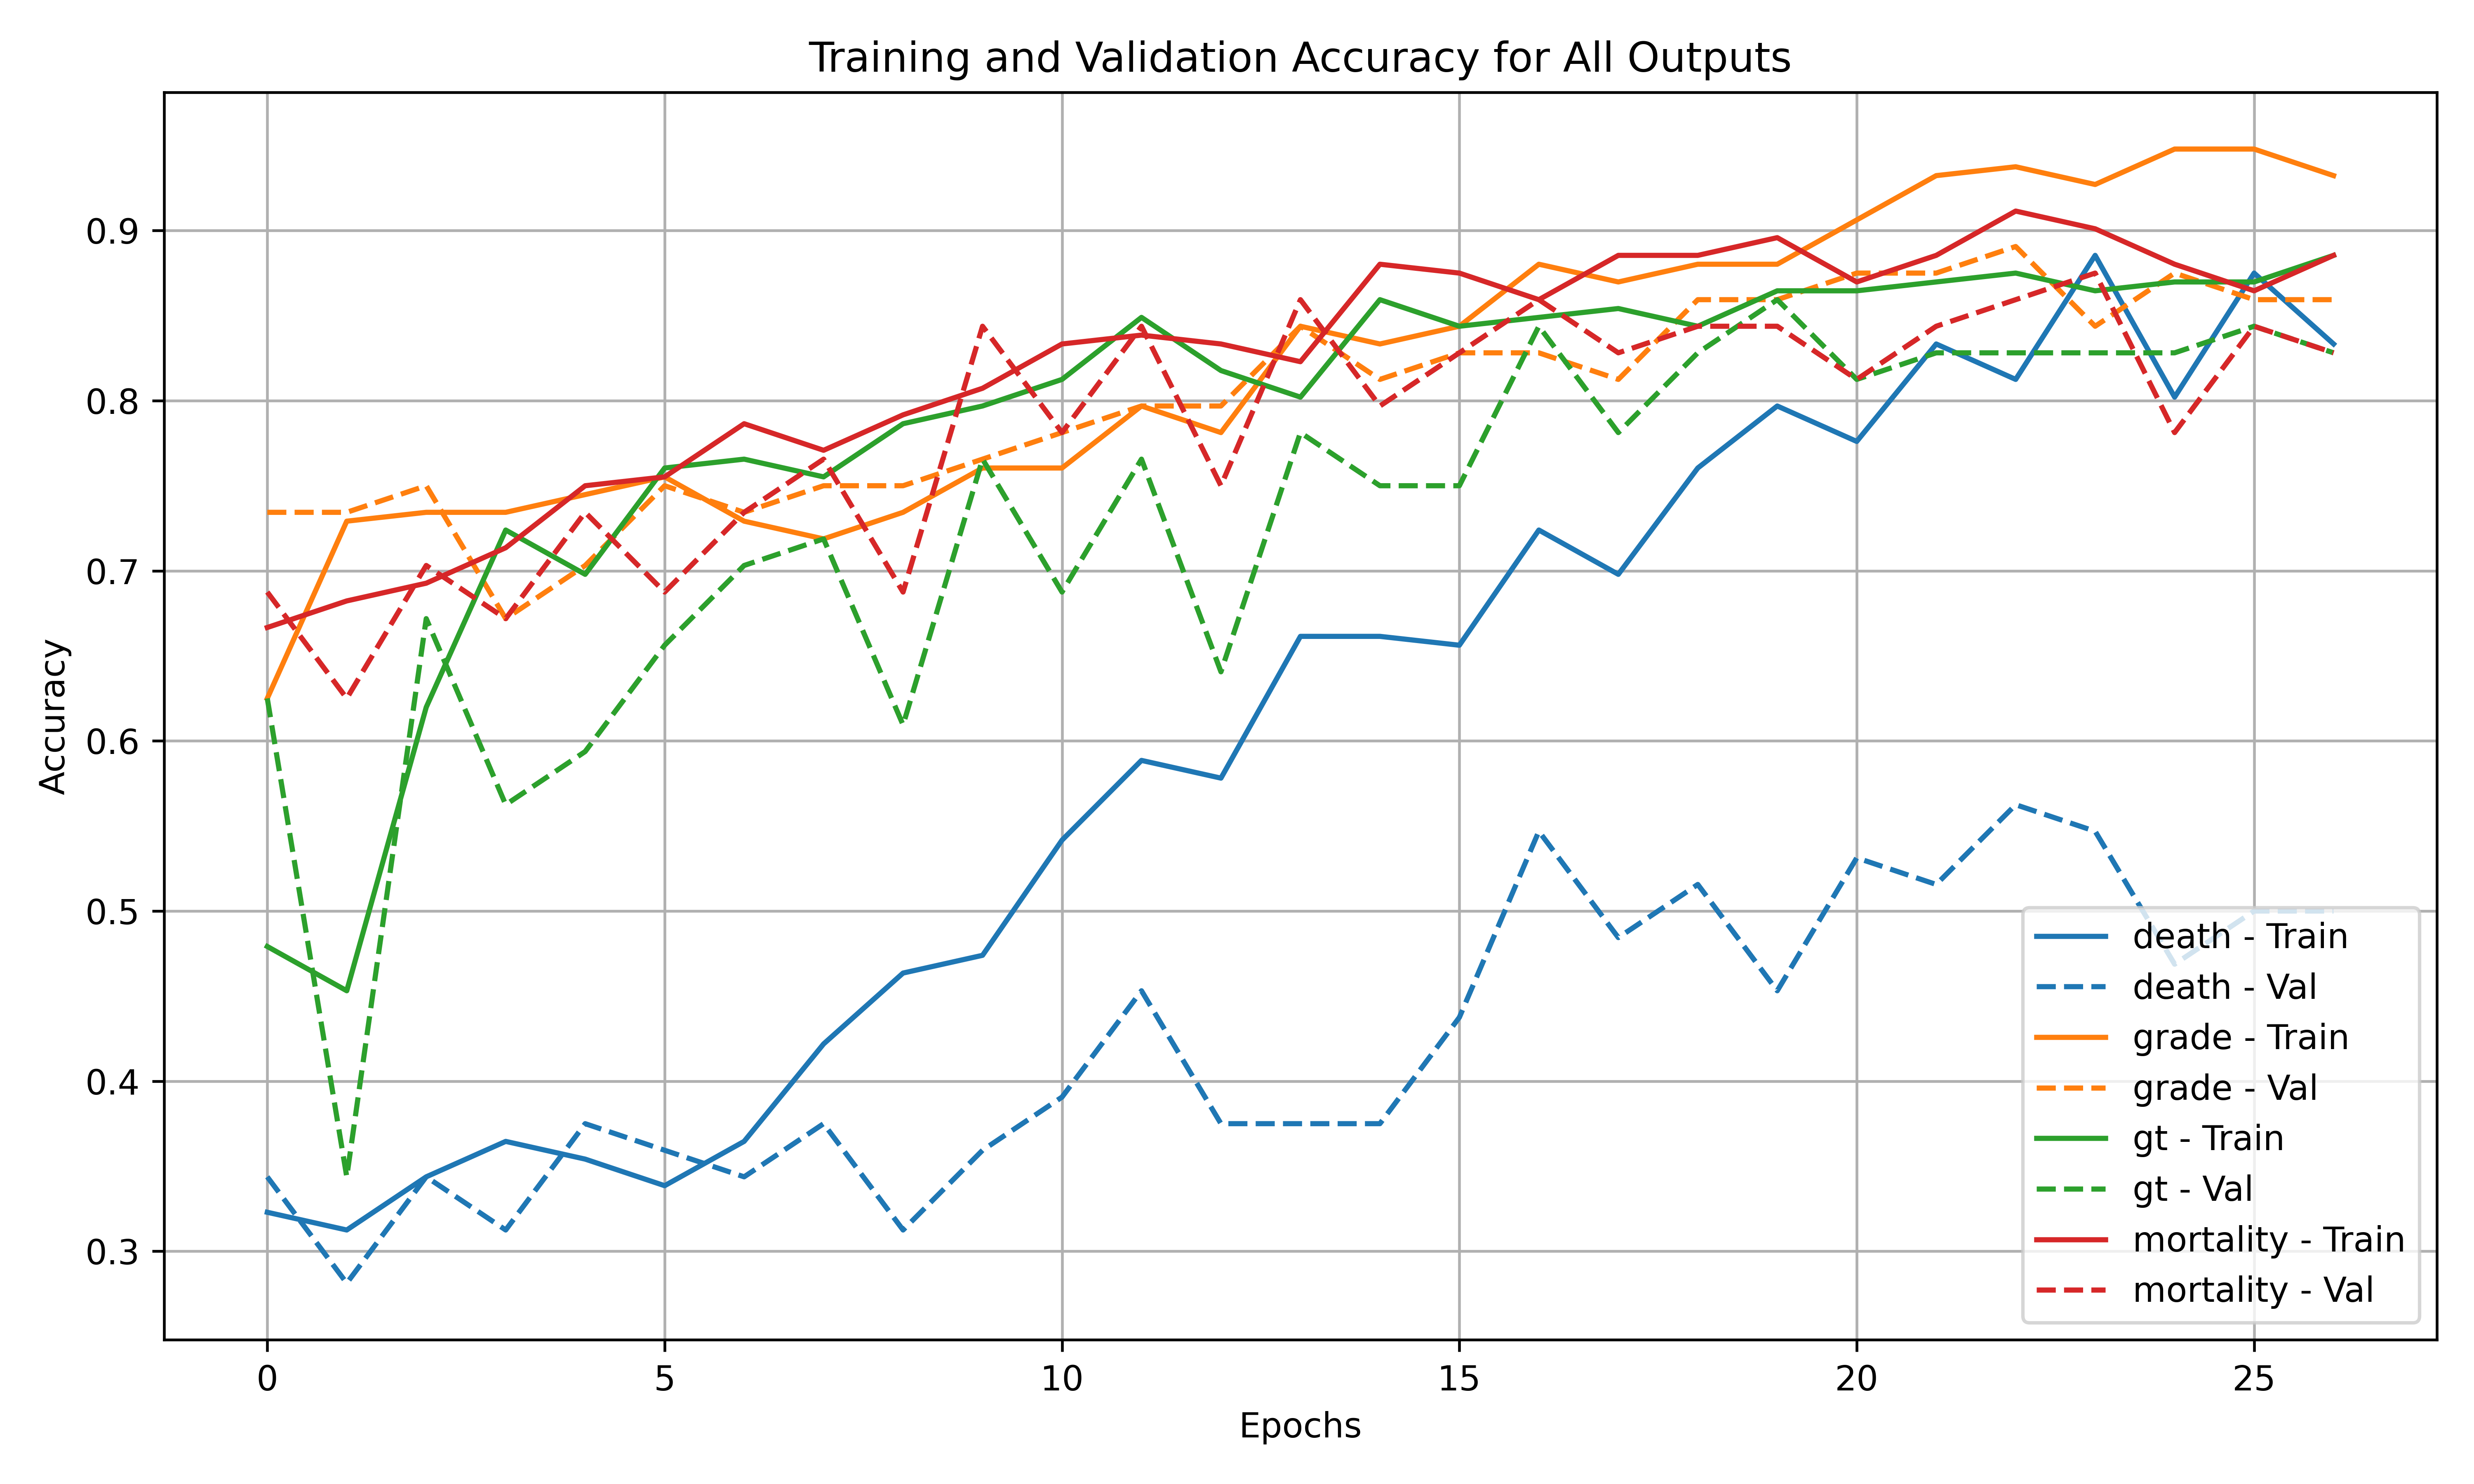 Training and Validation Accuracy for All Outputs
Accuracy
0.9
0.8
0.7
0.6
0.5
0.4
0.3
0 5 10 15 20 25
Epochs
death - Train
death - Val
grade - Train
grade - Val
gt - Train
gt - Val
mortality - Train
mortality - Val